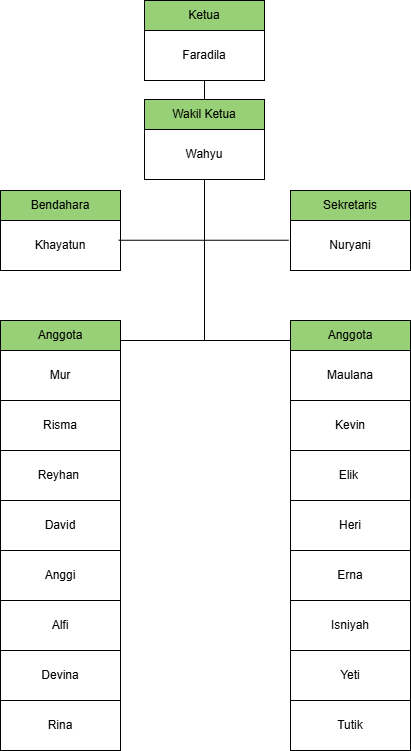 Ketua
Faradila
Wakil Ketua
Wahyu
Bendahara
Khayatun
Sekretaris
Nuryani
Anggota
Mur
Risma
Reyhan
David
Anggi
Alfi
Devina
Rina
Anggota
Maulana
Kevin
Elik
Heri
Erna
Isniyah
Yeti
Tutik